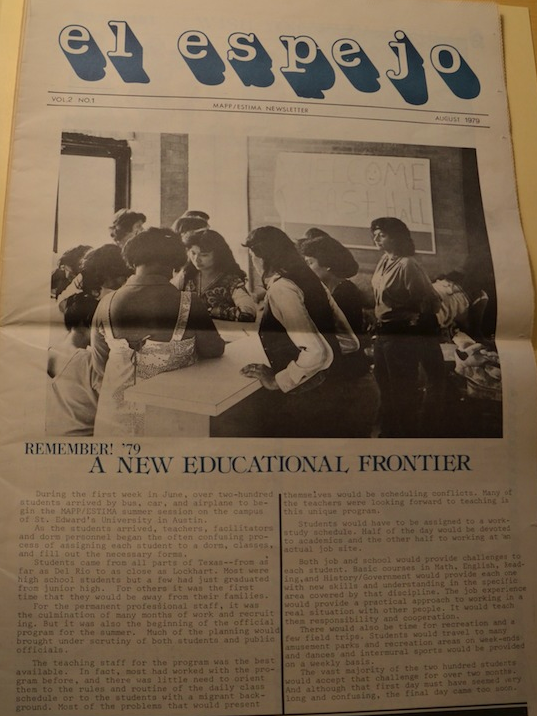 el espejo
VOL.2 NO.1
MAPP/ESTIMA NEWSLETTER
AUGUST 1979
WELCOME
HALL
REMEMBER! '79
A NEW EDUCATIONAL FRONTIER
During the first week in June, over two-hundred
students arrived by bus, car, and airplane to be-
gin the MAPP/ESTIMA summer session on the campus
of St. Edward's University in Austin.
As the students arrived, teachers, facilitators
and dorm personnel began the often confusing pro-
cess of assigning each student to a dorm, classes,
and fill out the necessary forms.
Students came from all parts of Texas--from as
far as Del Rio to as close as Lockhart. Most were
high school students but a few had just graduated
from junior high. For others it was the first
time that they would be away from their families.
For the permanent professional staff, it was
the culmination of many months of work and recruit
ing. But it was also the beginning of the official
program for the summer. Much of the planning would
brought under scrutiny of both students and public
officials.
The teaching staff for the program was the best
available. In fact, most had worked with the pro-
gram before, and there was little need to orient
them to the rules and routine of the daily class
schedule or to the students with a migrant back-
ground. Most of the problems that would present
themselves would be scheduling conflicts. Many of
the teachers were looking forward to teaching in
this unique program.
Students would have to be assigned to a work-
study schedule. Half of the day would be devoted
to academics and the other half to working at an
actual job site.
Both job and school would provide challenges to
each student. Basic courses in Math, English, Read-
ing, and History/Government would provide each one
with new skills and understanding in the specific
area covered by that discipline. The job experience
would provide a practical approach to working in a
real situation with other people. It would teach
them responsibility and cooperation.
There would also be time for recreation and a
few field trips. Students would travel to many
amusement parks and recreation areas on week-ends
and dances and intermural sports would be provided
on a weekly basis.
The vast majority of the two hundred students
would accept that challenge for over two months.
And although that first day must have seemed very
long and confusing, the final day came too soon.